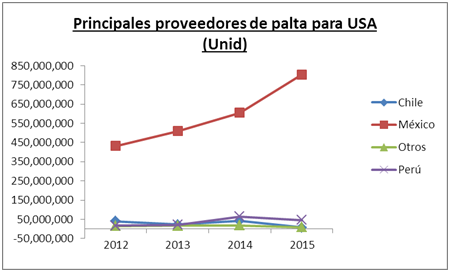 Principales proveedores de palta para USA
(Unid)
850,000,000
750,000,000
650,000,000
550,000,000
450,000,000
350,000,000
250,000,000
150,000,000
50,000,000
-50,000,000
2012 2013 2014 2015
Chile
México
Otros
Perú